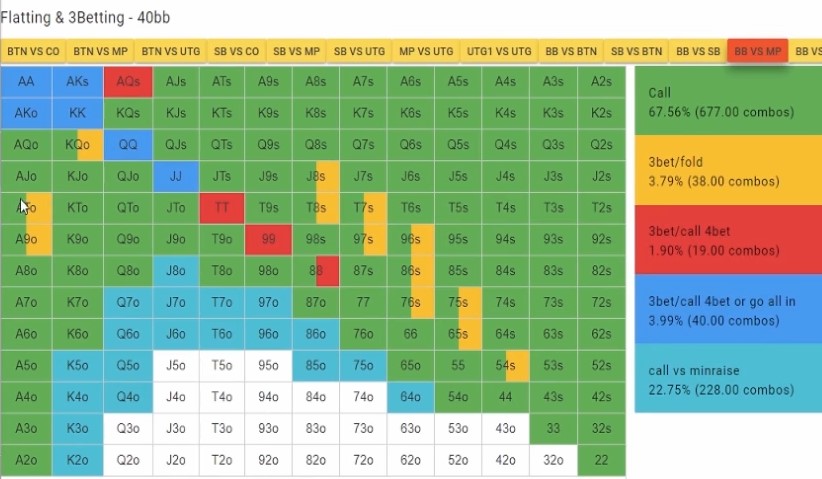 Flatting & 3Betting - 40bb
BTN VS CO BTN VS MP BTN VS UTG SB VS CO SB VS MP SB VS UTG MP VS UTG UTG1 VS UTG BB VS BTN SB VS BTN BB VS SB BB VS MP BB VS
AA AKs AQs AJs ATs A9s A8s A7s A6s A5s A4s A3s A2s
AKo KK KQs KJs KTs K9s K8s K7s K6s K5s K4s K3s K2s
AQo KQo QQ QJs QTs Q9s Q8s Q7s Q6s Q5s Q4s Q3s Q2s
AJo KJo QJo JJ JTs J9s J8s J7s J6s J5s J4s J3s J2s
ATo KTo QTo JTo TT T9s T8s T7s T6s T5s T4s T3s T2s
A9o K9o Q9o J9o T9o 99 98s 97s 96s 95s 94s 93s 92s
A8o K8o Q8o J8o T8o 98o 88 87s 86s 85s 84s 83s 82s
A7o K7o Q7o J7o T7o 97o 87o 77 76s 75s 74s 73s 72s
A6o K6o Q6o J6o T6o 96o 86o 76o 66 65s 64s 63s 62s
A5o K5o Q5o J5o T5o 95o 85o 75o 65o 55 54s 53s 52s
A4o K4o Q4o J4o T4o 94o 84o 74o 64o 54o 44 43s 42s
A3o K3o Q3o J3o T3o 93o 83o 73o 63o 53o 43o 33 32s
A2o K2o Q2o J2o T2o 92o 82o 72o 62o 52o 42o 32o 22
Call
67.56% (677.00 combos)
3bet/fold
3.79% (38.00 combos)
3bet/call 4bet
1.90% (19.00 combos)
3bet/call 4bet or go all in
3.99% (40.00 combos)
call vs minraise
22.75% (228.00 combos)